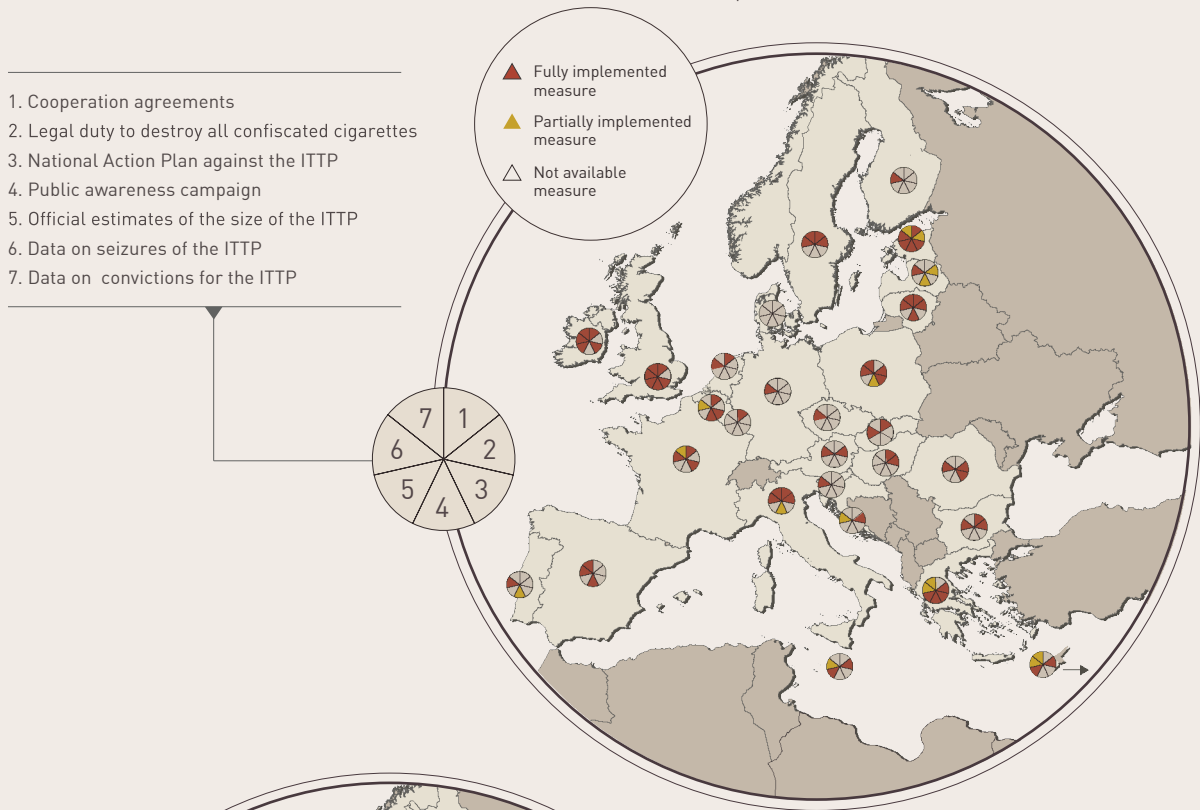 1. Cooperation agreements
2. Legal duty to destroy all confiscated cigarettes
3. National Action Plan against the ITTP
4. Public awareness campaign
5. Official estimates of the size of the ITTP
6. Data on seizures of the ITTP
7. Data on  convictions for the ITTP
Fully implemented
measure
Partially implemented
measure
Not available
measure
7 1
6 2
5 3
4